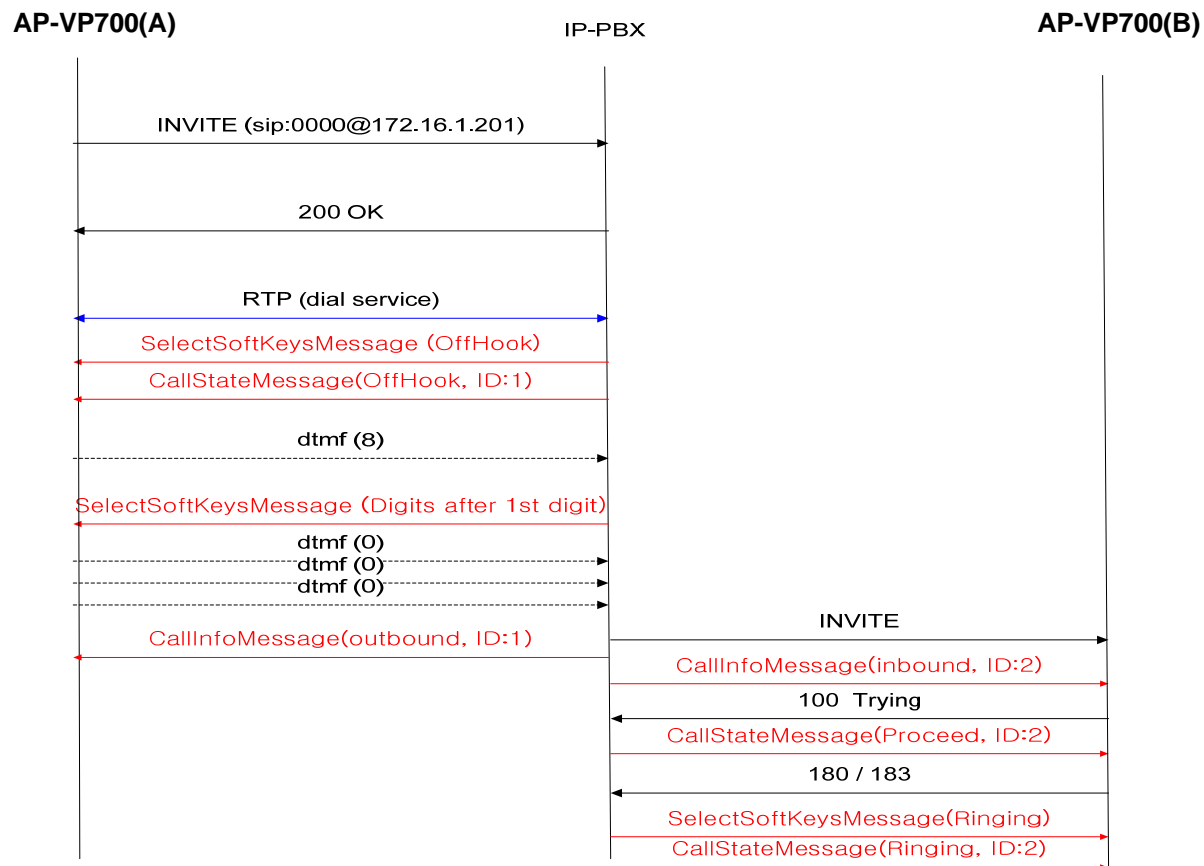 AP-VP700(A)
IP-PBX
AP-VP700(B)
INVITE (sip:0000@172.16.1.201)
200 OK
RTP (dial service)
SelectSoftKeysMessage (OffHook)
CallStateMessage(OffHook, ID:1)
dtmf (8)
SelectSoftKeysMessage (Digits after 1st digit)
dtmf (0)
dtmf (0)
dtmf (0)
INVITE
CallInfoMessage(outbound, ID:1)
CallInfoMessage(inbound, ID:2)
100 Trying
CallStateMessage(Proceed, ID:2)
180 / 183
SelectSoftKeysMessage(Ringing)
CallStateMessage(Ringing, ID:2)